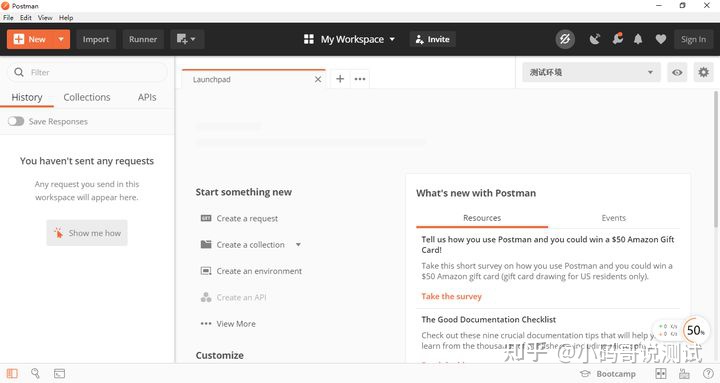 Postman
File Edit View Help
New Import Runner My Workspace Invite Sign In
Filter
History Collections APIs
Save Responses
You haven't sent any requests
Any request you send in this
workspace will appear here.
Show me how
Launchpad
测试环境
Start something new
GET Create a request
Create a collection
Create an environment
Create an API
View More
Customize
What's new with Postman
Resources Events
Tell us how you use Postman and you could win a $50 Amazon Gift
Card!
Take this short survey on how you use Postman and you could win a
$50 Amazon gift card (gift card drawing for US residents only).
Take the survey
The Good Documentation Checklist
Check out these nine crucial documentation tips that will help
learn from the
0 K/s
0 K/s
50%
知乎 @小码哥说测试
Bootcamp